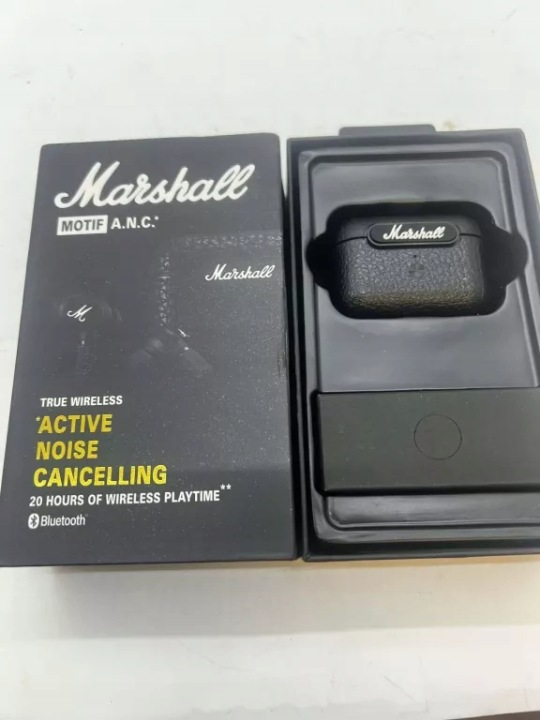 Marshall
MOTIF A.N.C.*
Marshall
M
TRUE WIRELESS
*ACTIVE
NOISE
CANCELLING
20 HOURS OF WIRELESS PLAYTIME**
Bluetooth
Marshall